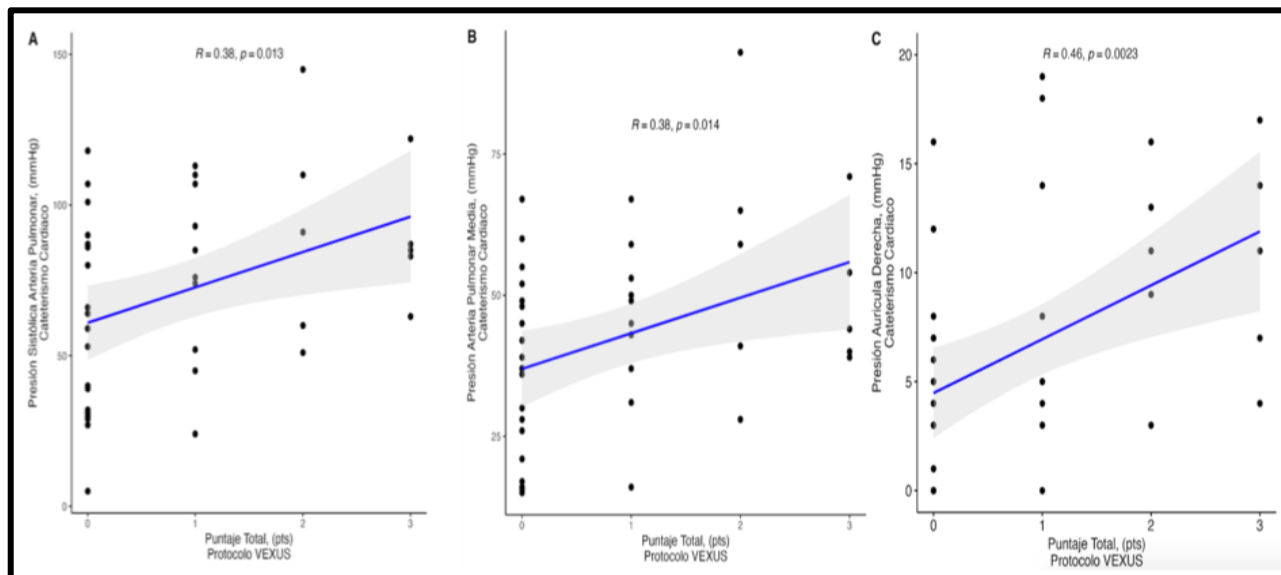 A
R = 0.38, p = 0.013
Presión Sistólica Arteria Pulmonar, (mmHg)
Cateterismo Cardiaco
150
100
50
0
0 1 2 3
Puntaje Total, (pts)
Protocolo VEXUS
B
R = 0.38, p = 0.014
Presión Arteria Pulmonar Media, (mmHg)
Cateterismo Cardiaco
75
50
25
0 1 2 3
Puntaje Total, (pts)
Protocolo VEXUS
C
R = 0.46, p = 0.0023
Presión Auricula Derecha, (mmHg)
Cateterismo Cardiaco
20
15
10
5
0
0 1 2 3
Puntaje Total, (pts)
Protocolo VEXUS